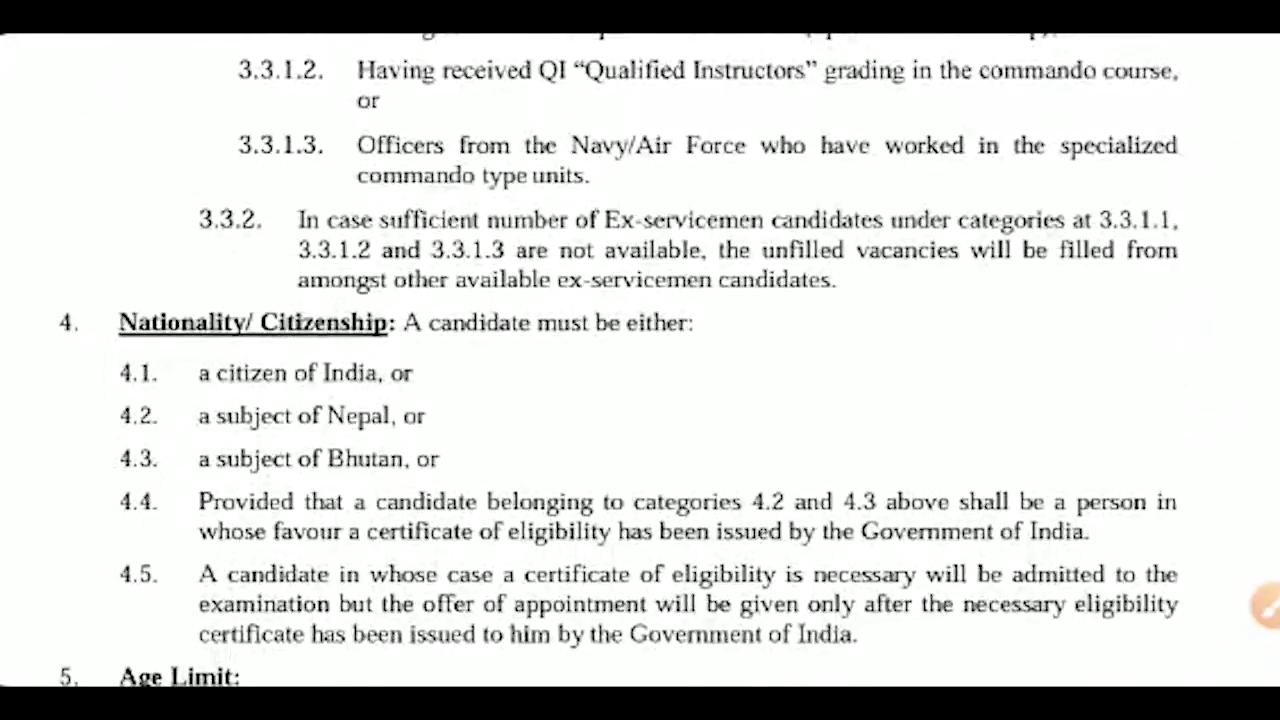 3.3.1.2. Having received QI “Qualified Instructors” grading in the commando course,
or
3.3.1.3. Officers from the Navy/Air Force who have worked in the specialized
commando type units.
3.3.2. In case sufficient number of Ex-servicemen candidates under categories at 3.3.1.1,
3.3.1.2 and 3.3.1.3 are not available, the unfilled vacancies will be filled from
amongst other available ex-servicemen candidates.
4. Nationality/ Citizenship: A candidate must be either:
4.1. a citizen of India, or
4.2. a subject of Nepal, or
4.3. a subject of Bhutan, or
4.4. Provided that a candidate belonging to categories 4.2 and 4.3 above shall be a person in
whose favour a certificate of eligibility has been issued by the Government of India.
4.5. A candidate in whose case a certificate of eligibility is necessary will be admitted to the
examination but the offer of appointment will be given only after the necessary eligibility
certificate has been issued to him by the Government of India.
5. Age Limit: